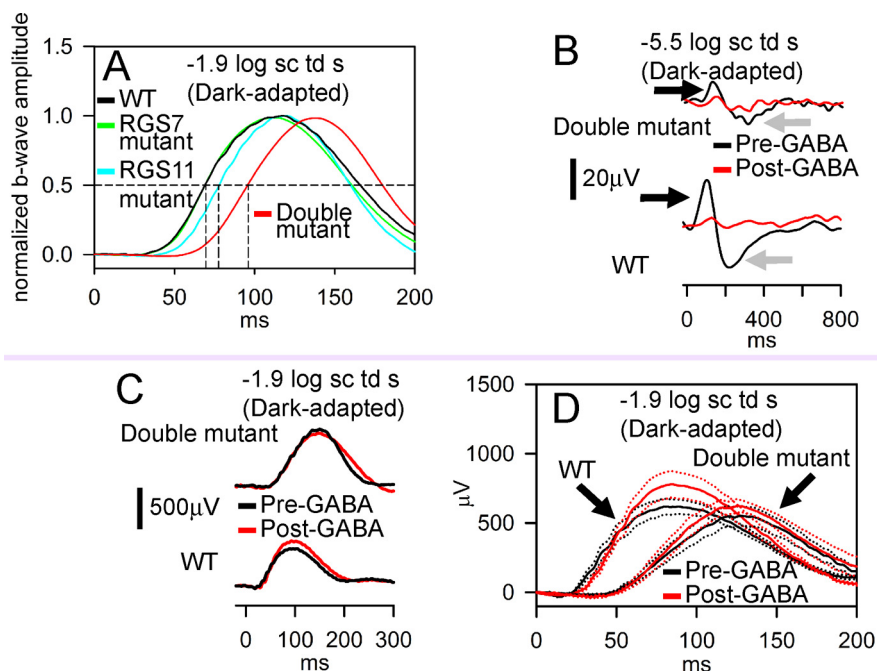 A
-1.9 log sc td s
(Dark-adapted)
normalized b-wave amplitude
1.5
1.0
0.5
0.0
WT
RGS7
mutant
RGS11
mutant
Double
mutant
0 50 100 150 200
ms
B
-5.5 log sc td s
(Dark-adapted)
Double mutant
Pre-GABA
Post-GABA
20μV
WT
0 400 800
ms
C
-1.9 log sc td s
(Dark-adapted)
Double mutant
500μV
Pre-GABA
Post-GABA
WT
0 100 200 300
ms
D
-1.9 log sc td s
(Dark-adapted)
1500
1000
500
0
μV
WT
Double mutant
Pre-GABA
Post-GABA
0 50 100 150 200
ms